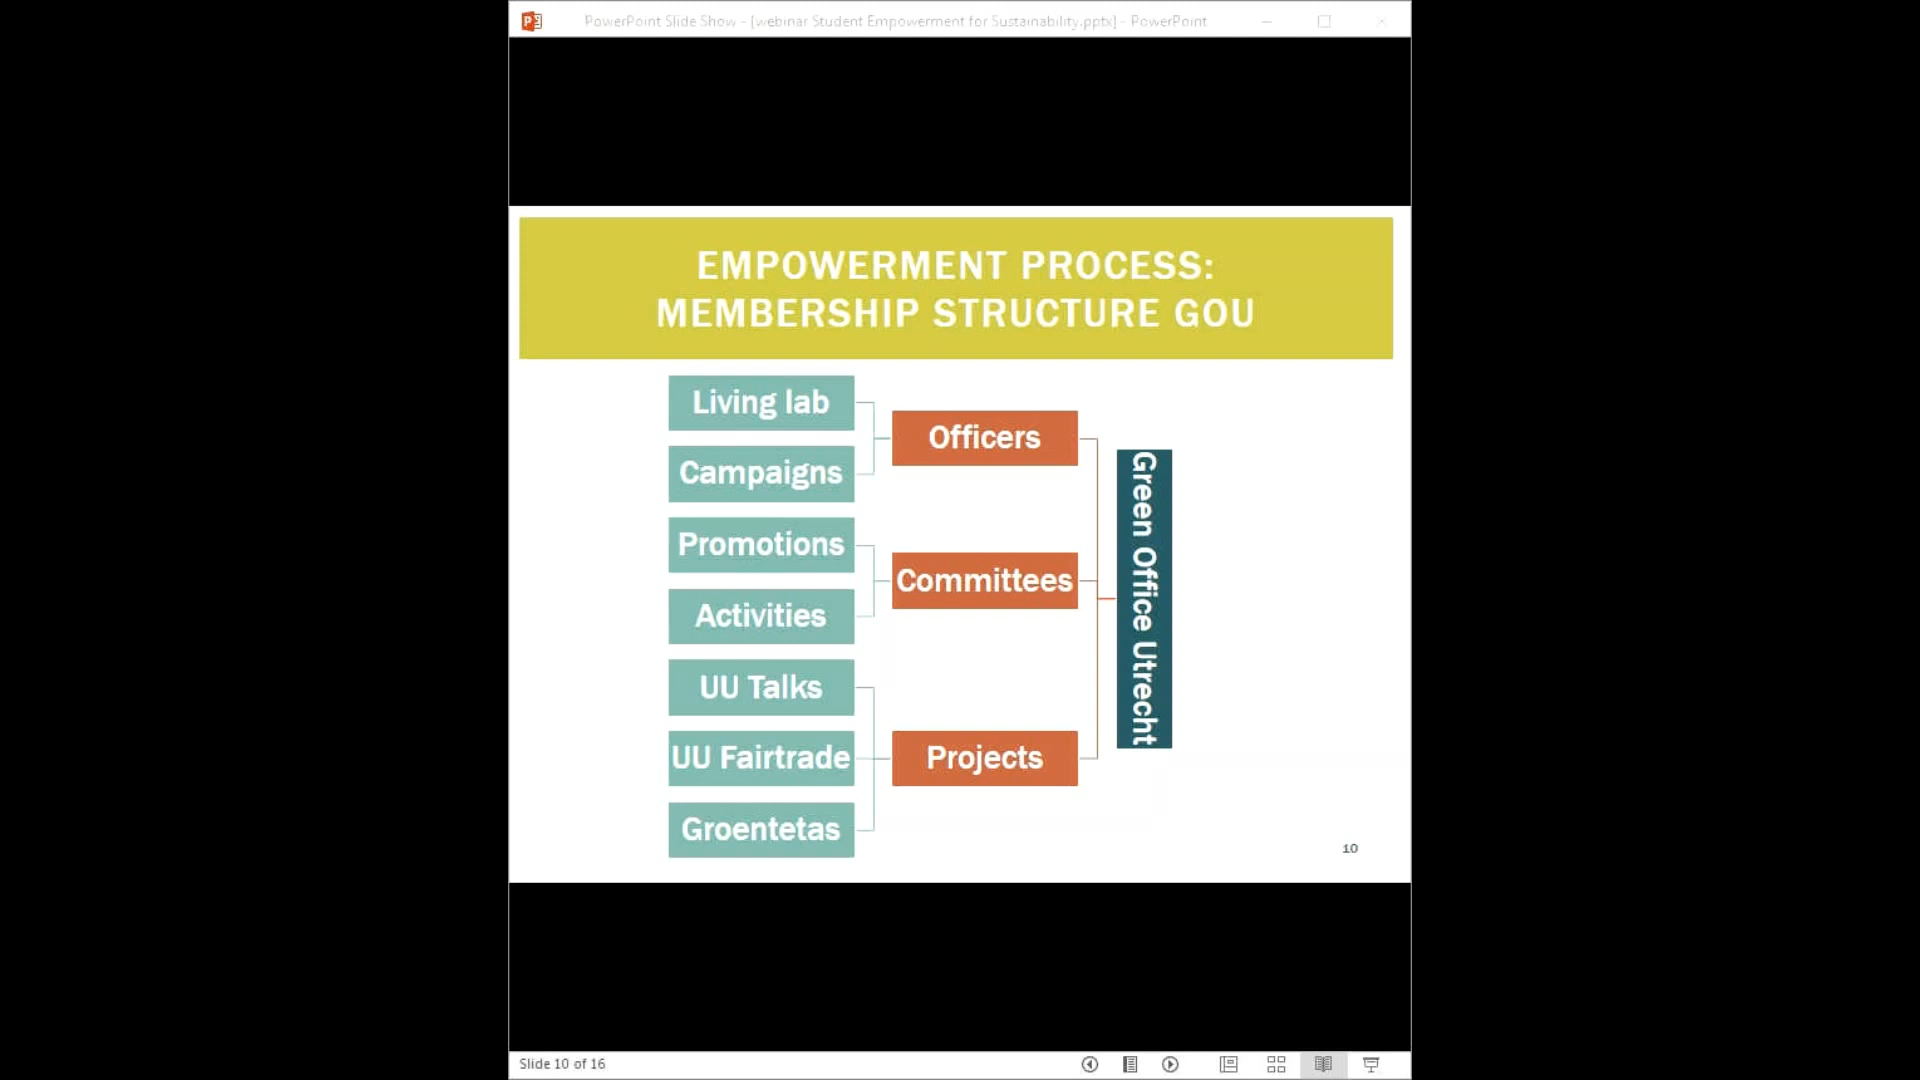 PowerPoint Slide Show - [webinar Student Empowerment for Sustainability.pptx] - PowerPoint
EMPOWERMENT PROCESS:
MEMBERSHIP STRUCTURE GOU
Living lab
Campaigns
Officers
Promotions
Activities
Committees
UU Talks
UU Fairtrade
Groentetas
Projects
Green Office Utrecht
10
Slide 10 of 16